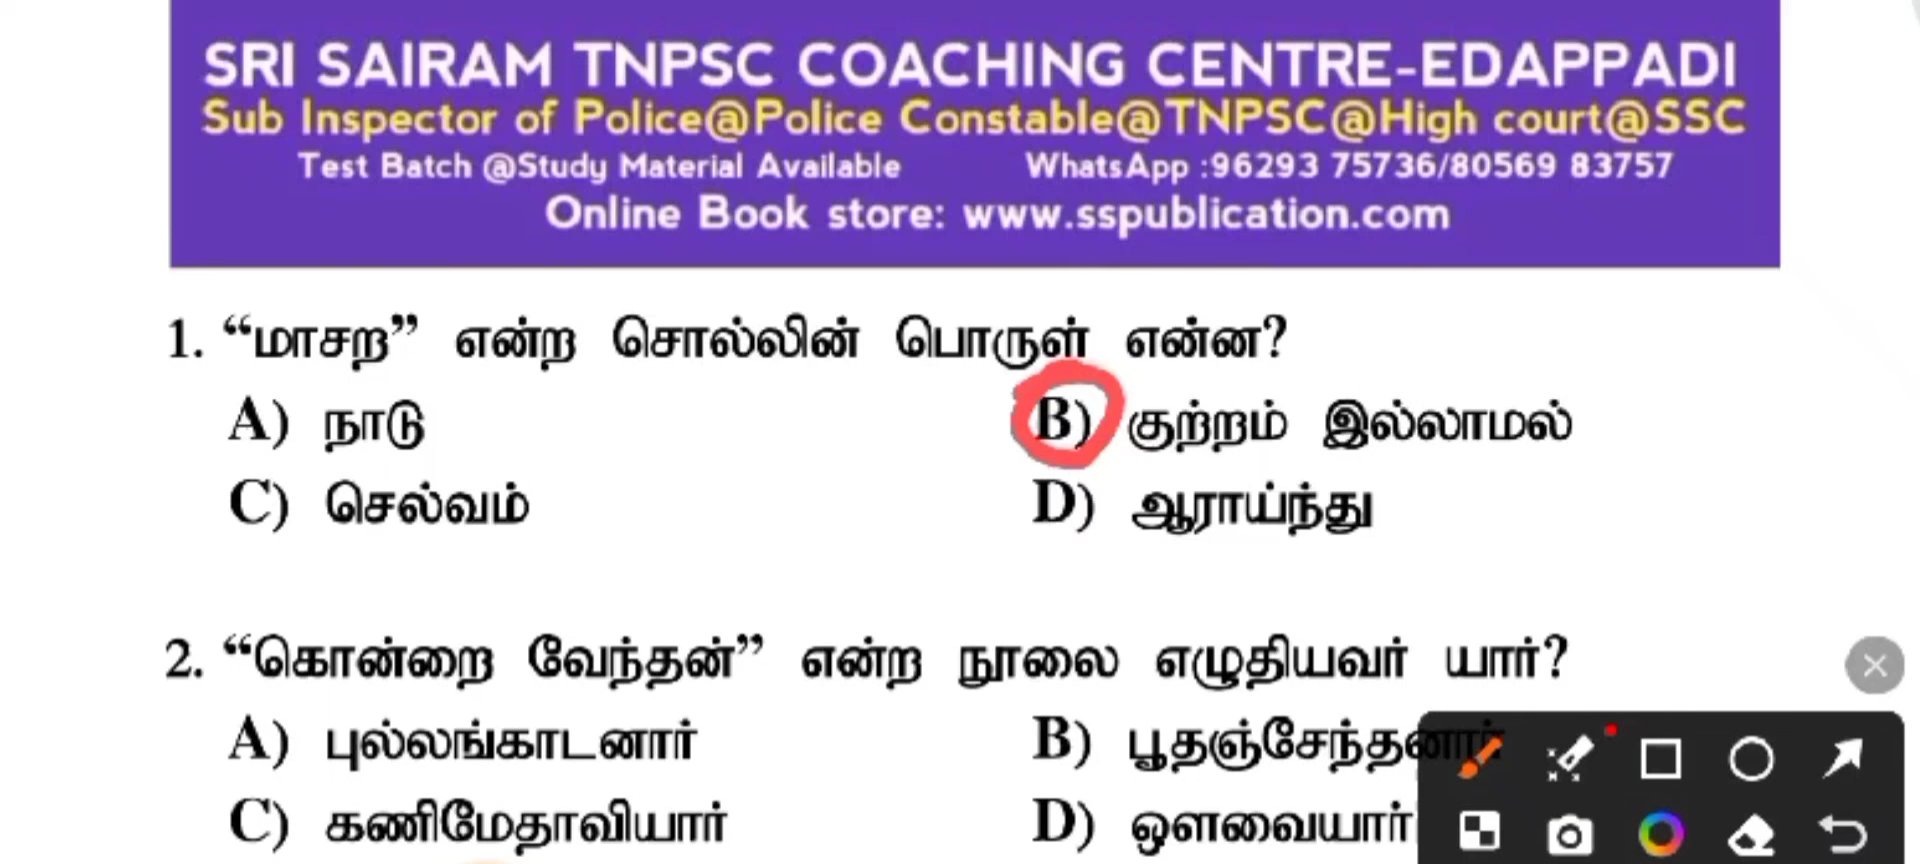 SRI SAIRAM TNPSC COACHING CENTRE-EDAPPADI
Sub Inspector of Police@Police Constable@TNPSC@High court@SSC
Test Batch @Study Material Available WhatsApp :96293 75736/80569 83757
Online Book store: www.sspublication.com
1. “மாசற” என்ற சொல்லின் பொருள் என்ன?
A) நாடு B) குற்றம் இல்லாமல்
C) செல்வம் D) ஆராய்ந்து
2. “கொன்றை வேந்தன்” என்ற நூலை எழுதியவர் யார்?
A) புல்லங்காடனார் B) பூதஞ்சேந்தனார்
C) கணிமேதாவியார் D) ஒளவையார்